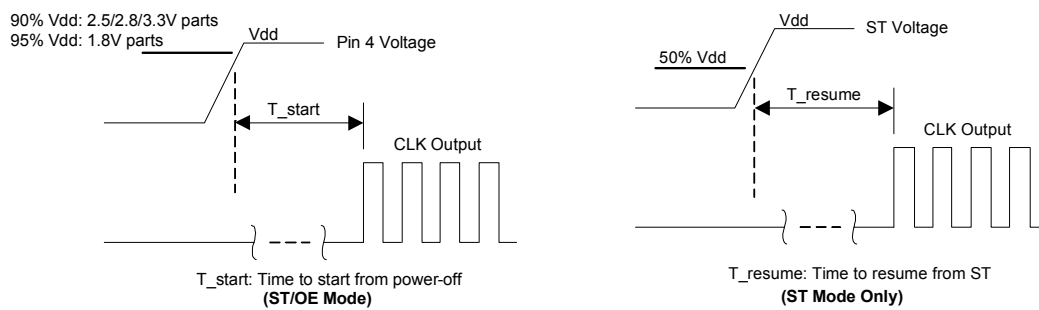 90% Vdd: 2.5/2.8/3.3V parts
95% Vdd: 1.8V parts
Vdd
Pin 4 Voltage
T_start
CLK Output
T_start: Time to start from power-off
(ST/OE Mode)
Vdd
ST Voltage
50% Vdd
T_resume
CLK Output
T_resume: Time to resume from ST
(ST Mode Only)